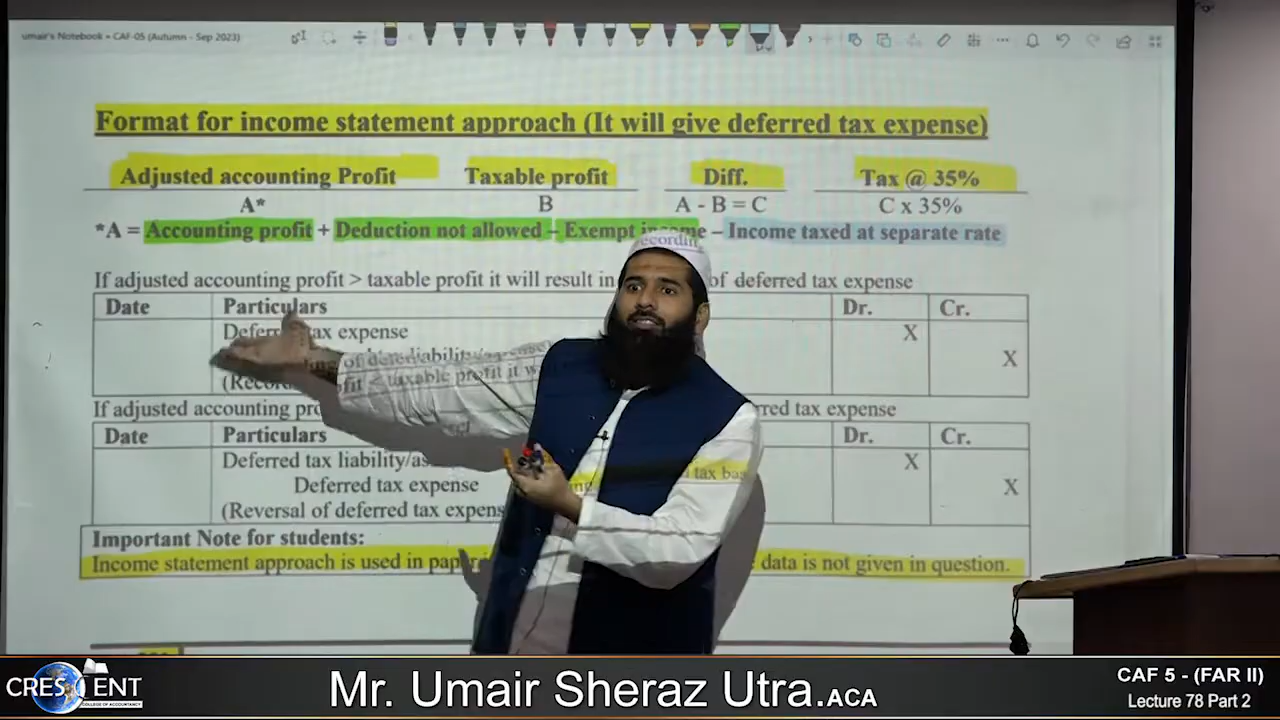 umair's Notebook » CAF-05 (Autumn - Sep 2023)
Format for income statement approach (It will give deferred tax expense)
Adjusted accounting Profit Taxable profit Diff. Tax @ 35%
A* B A - B = C C x 35%
*A = Accounting profit + Deduction not allowed – Exempt income – Income taxed at separate rate
If adjusted accounting profit > taxable profit it will result in of deferred tax expense
Date Particulars Dr. Cr.
Deferred tax expense X
X
If adjusted accounting deferred tax expense
Date Particulars Dr. Cr.
Deferred tax liability/as X
Deferred tax expense X
(Reversal of deferred tax expens
Important Note for students:
Income statement approach is used in data is not given in question.
CRESCENT
COLLEGE OF ACCOUNTANCY
Mr. Umair Sheraz Utra.ACA
CAF 5 - (FAR II)
Lecture 78 Part 2